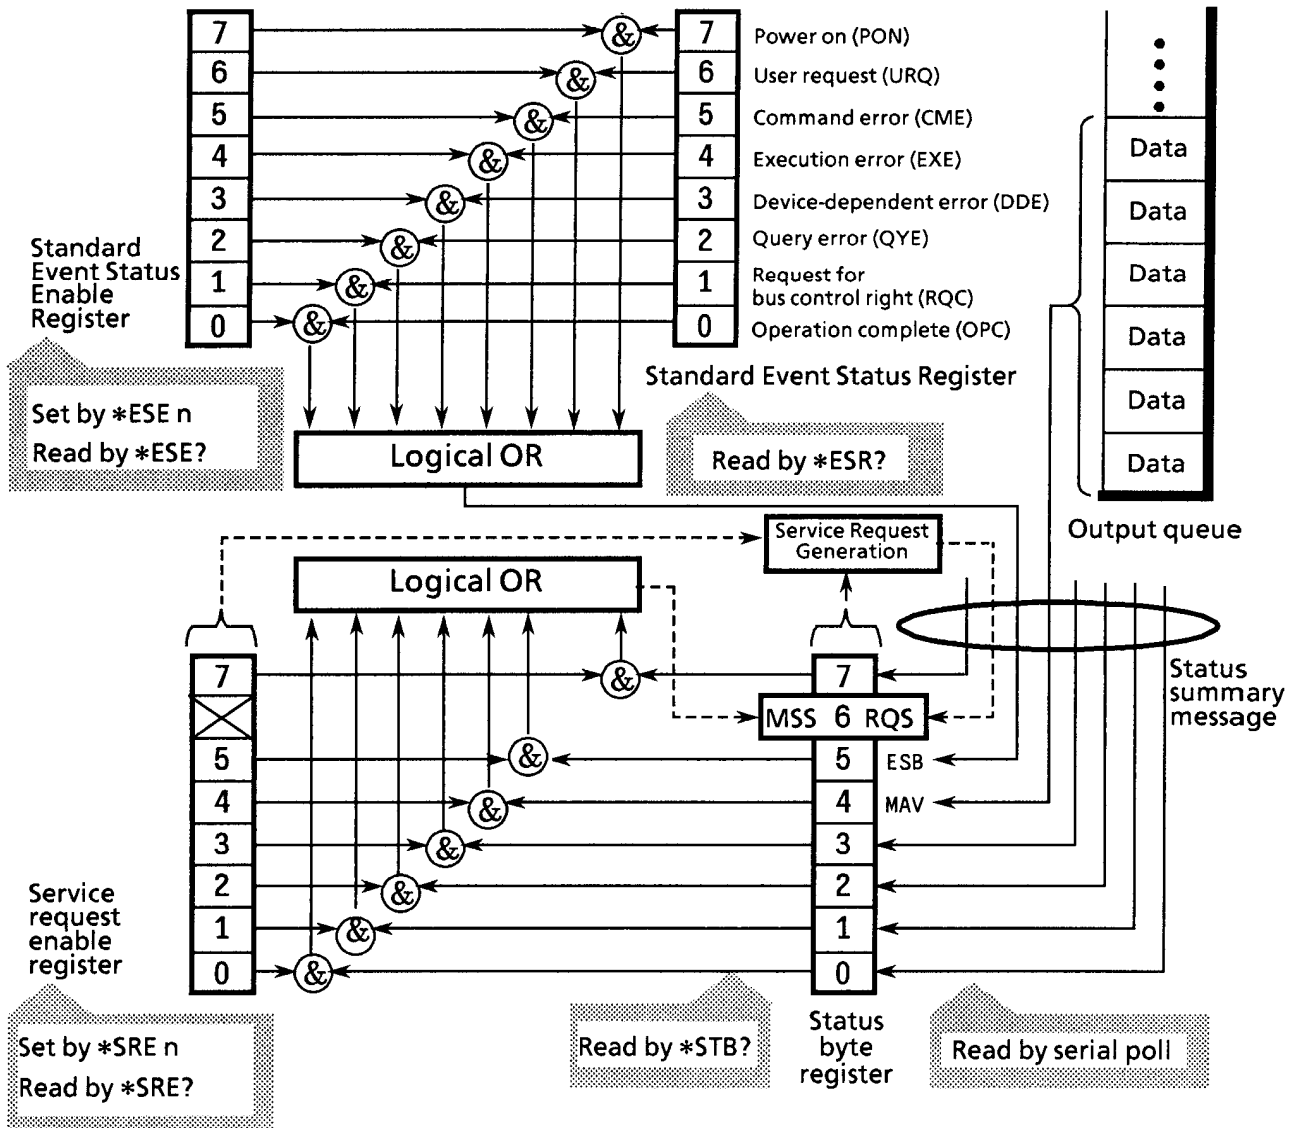 7
7
Power on (PON)
6
6
User request (URQ)
5
5
Command error (CME)
4
4
Execution error (EXE)
3
3
Device-dependent error (DDE)
2
2
Query error (QYE)
1
1
Request for
bus control right (RQC)
0
0
Operation complete (OPC)
&
&
&
&
&
&
&
&
Standard
Event Status
Enable
Register
Set by *ESE n
Read by *ESE?
Standard Event Status Register
Read by *ESR?
Logical OR
Data
Data
Data
Data
Data
Data
Output queue
Service Request
Generation
Logical OR
7
5
4
3
2
1
0
&
&
&
&
&
&
&
7
MSS 6 RQS
5 ESB
4 MAV
3
2
1
0
Status
summary
message
Service
request
enable
register
Set by *SRE n
Read by *SRE?
Read by *STB?
Status
byte
register
Read by serial poll